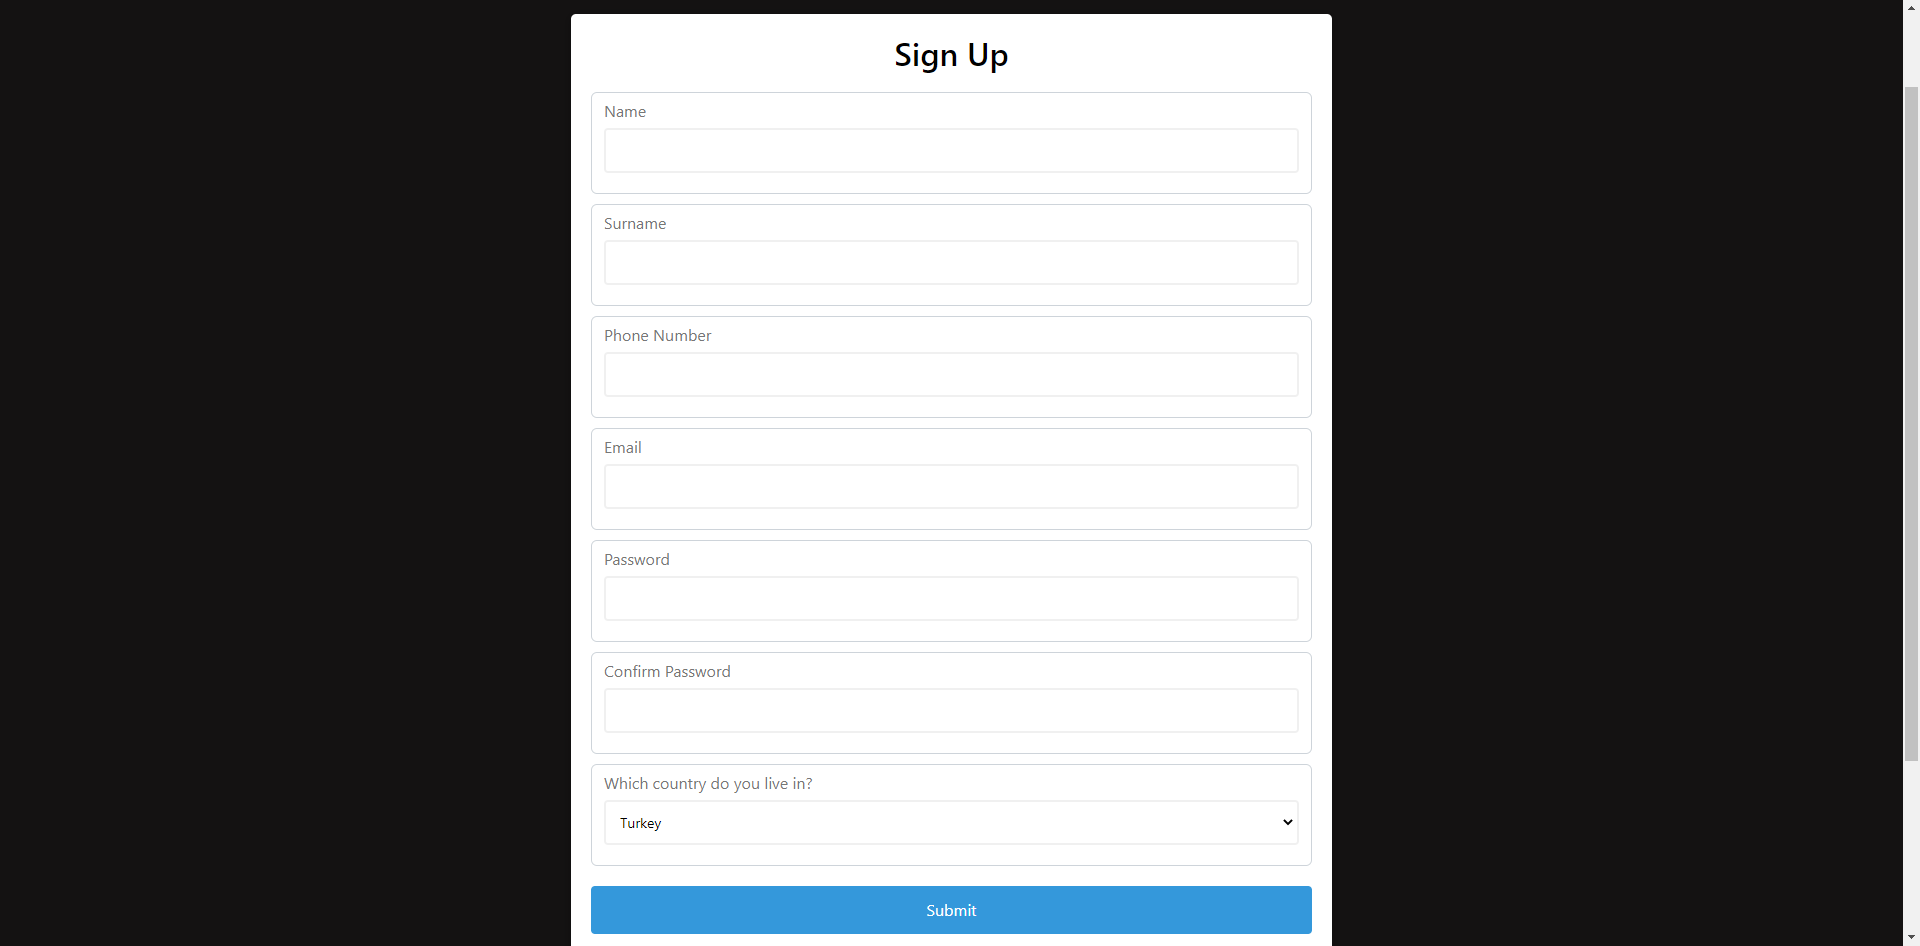 Sign Up
Name
Surname
Phone Number
Email
Password
Confirm Password
Which country do you live in?
Turkey
Submit